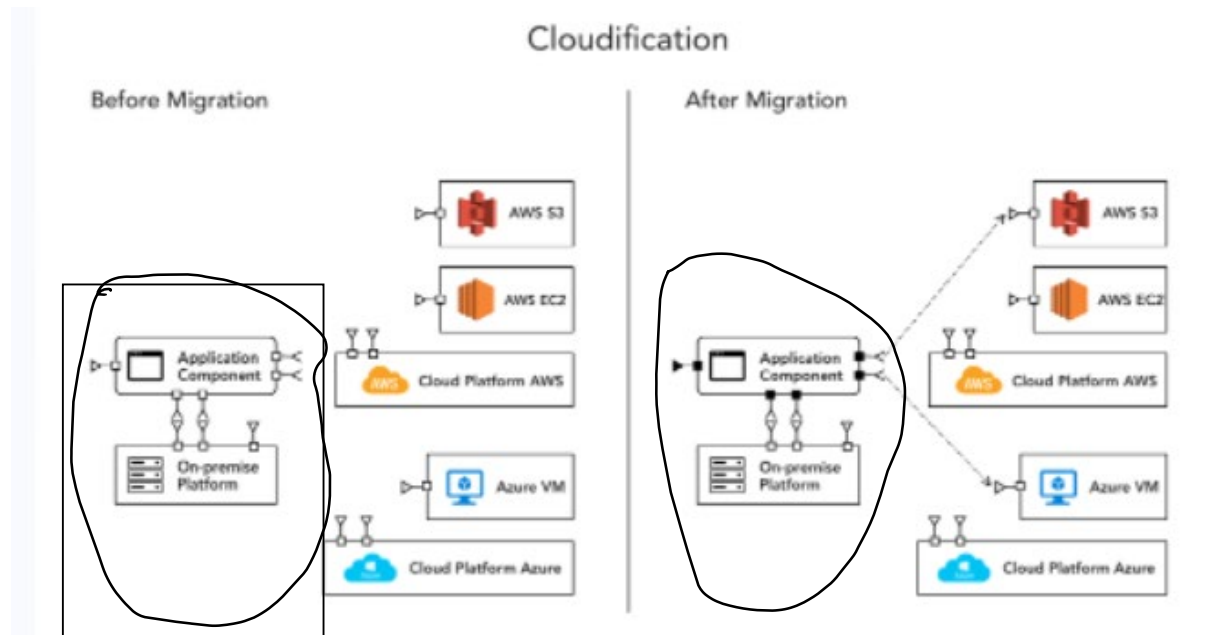 Cloudification
Before Migration
AWS S3
AWS EC2
Application
Component
AWS
Cloud Platform AWS
On-premise
Platform
Azure VM
Cloud Platform Azure
After Migration
AWS S3
AWS EC2
Application
Component
AWS
Cloud Platform AWS
On-premise
Platform
Azure VM
Cloud Platform Azure